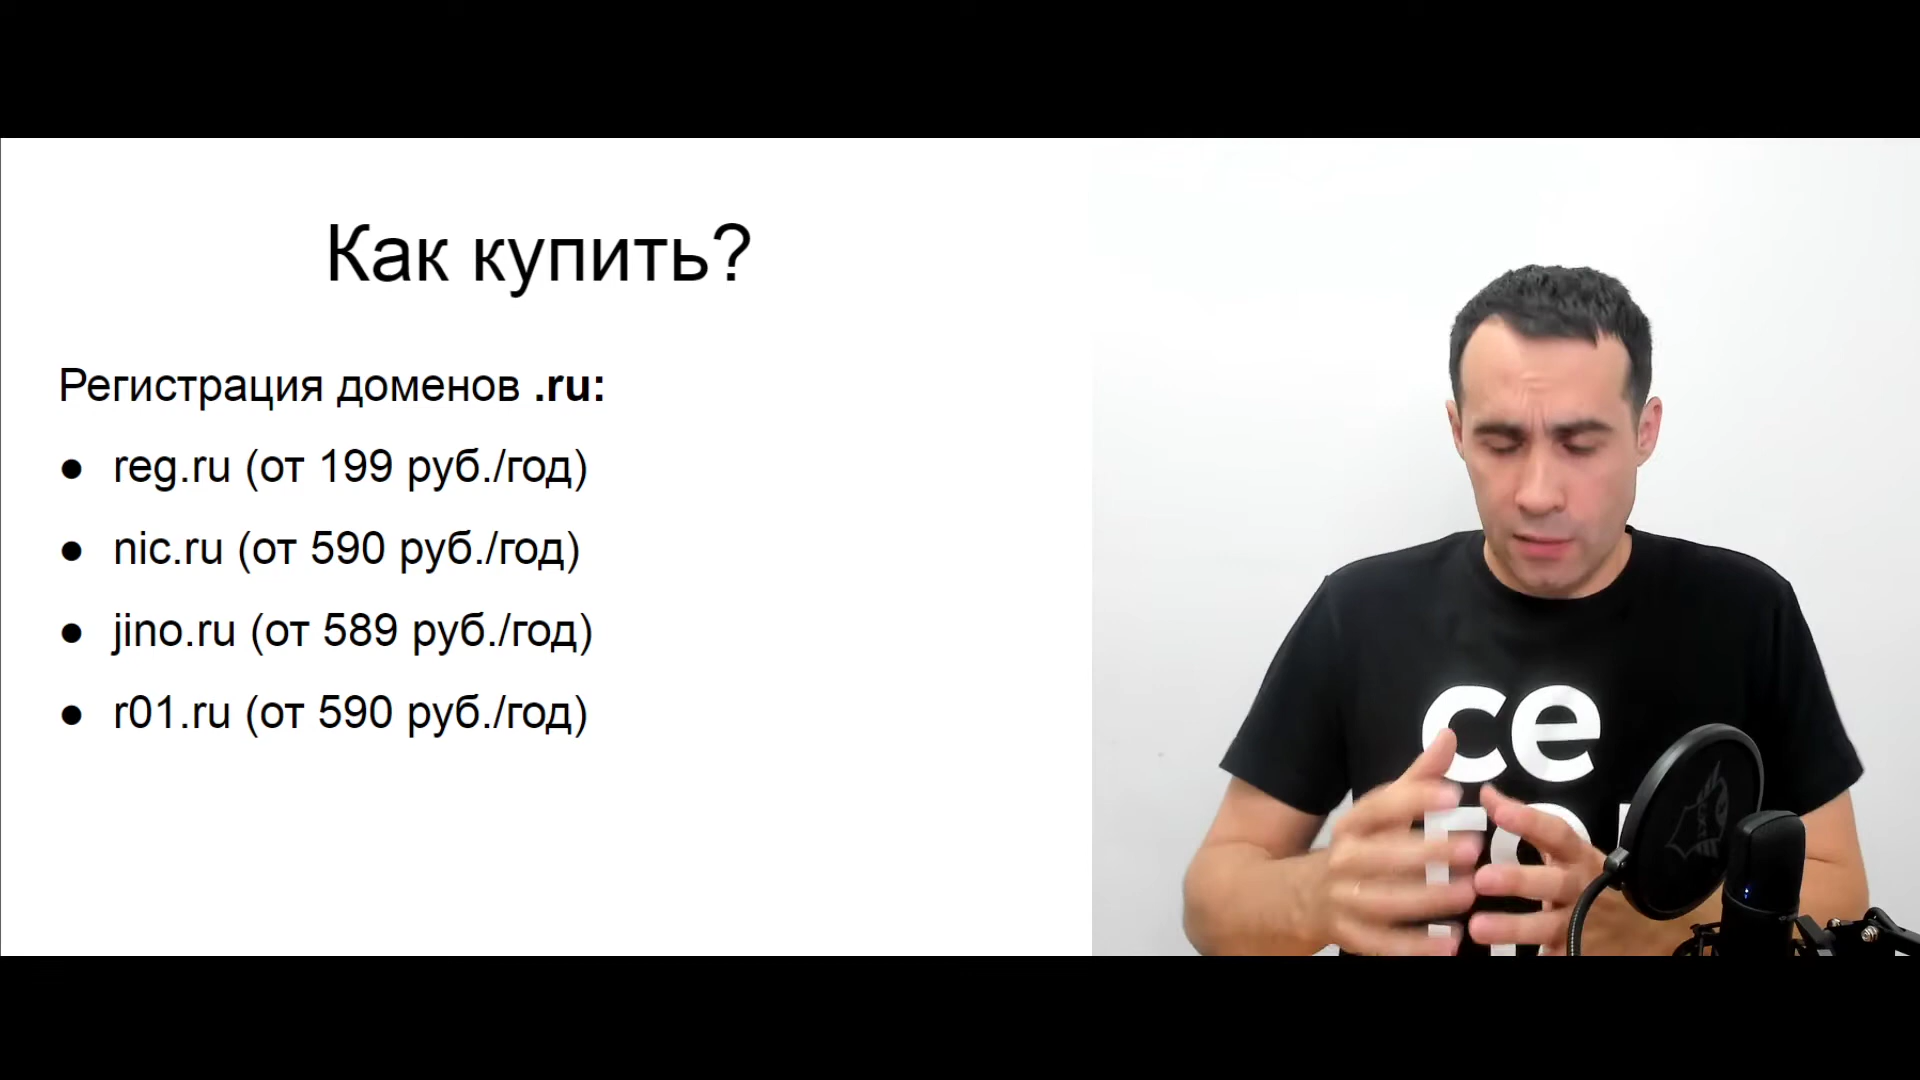 Как купить?
Регистрация доменов .ru:
● reg.ru (от 199 руб./год)
● nic.ru (от 590 руб./год)
● jino.ru (от 589 руб./год)
● r01.ru (от 590 руб./год)
се